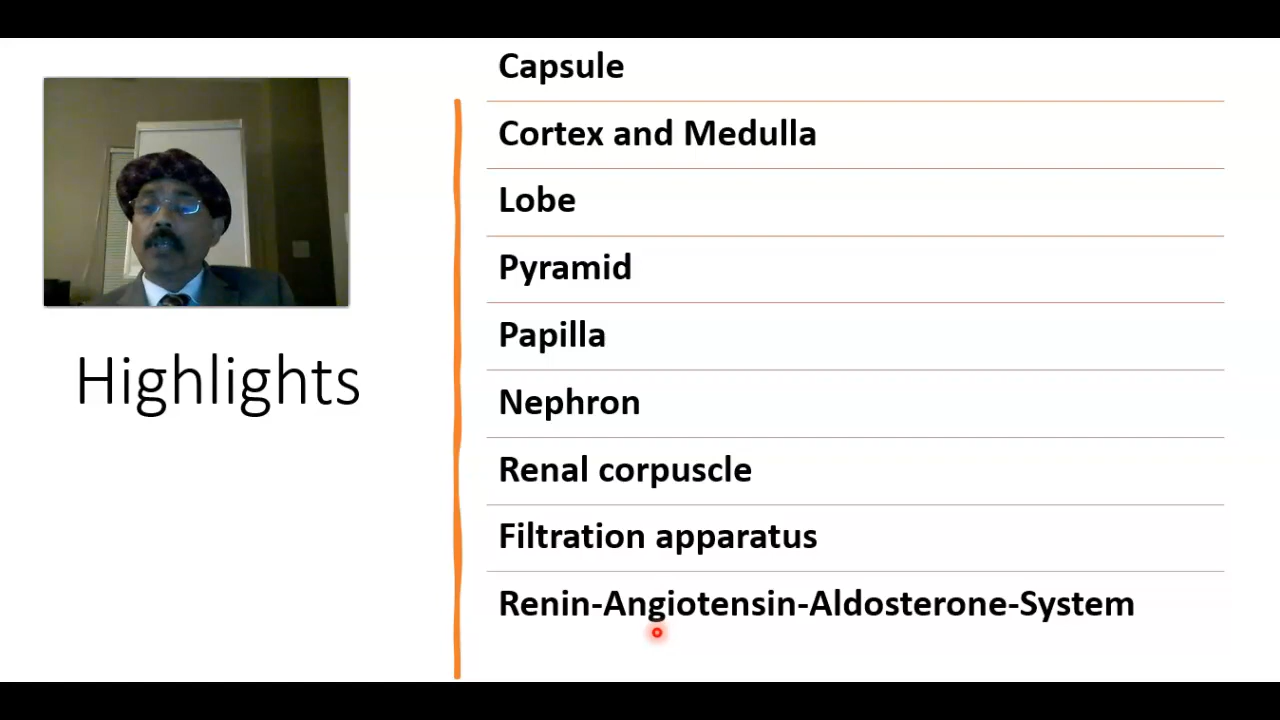 Highlights
Capsule
Cortex and Medulla
Lobe
Pyramid
Papilla
Nephron
Renal corpuscle
Filtration apparatus
Renin-Angiotensin-Aldosterone-System